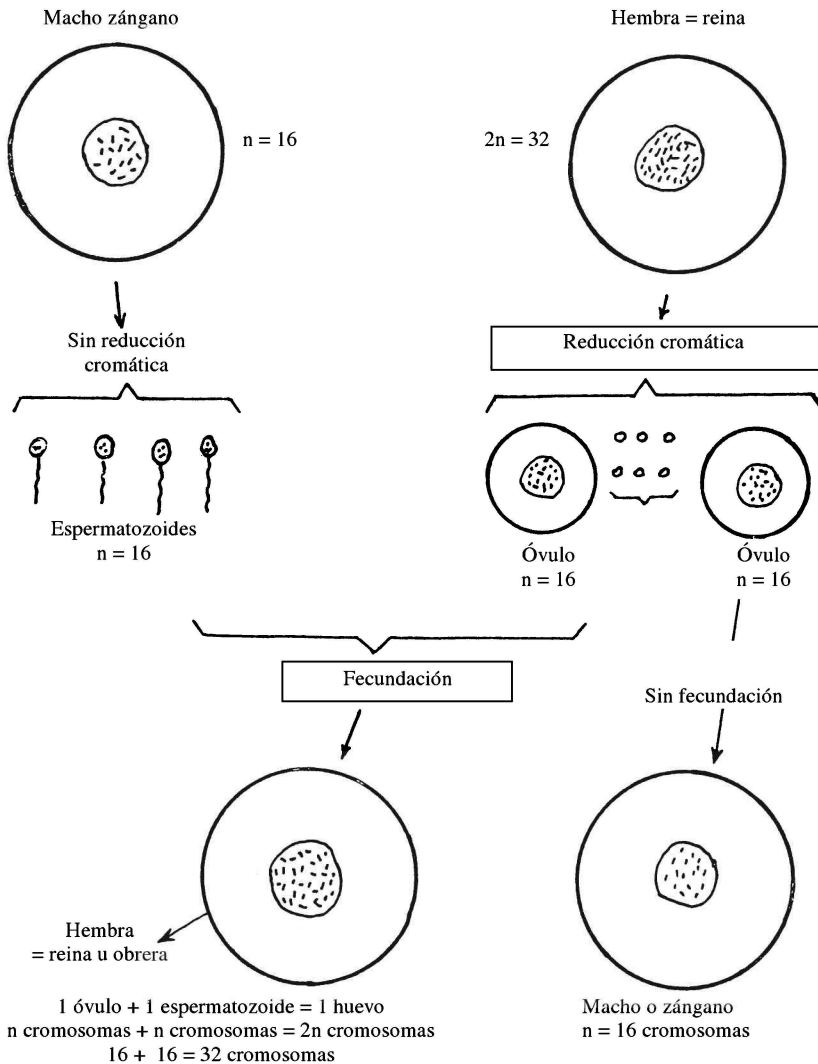 Macho zángano
Hembra = reina
n = 16
2n = 32
Sin reducción
cromática
Reducción cromática
Espermatozoides
n = 16
Óvulo
n = 16
Óvulo
n = 16
Fecundación
Sin fecundación
Hembra
= reina u obrera
1 óvulo + 1 espermatozoide = 1 huevo
n cromosomas + n cromosomas = 2n cromosomas
16 + 16 = 32 cromosomas
Macho o zángano
n = 16 cromosomas